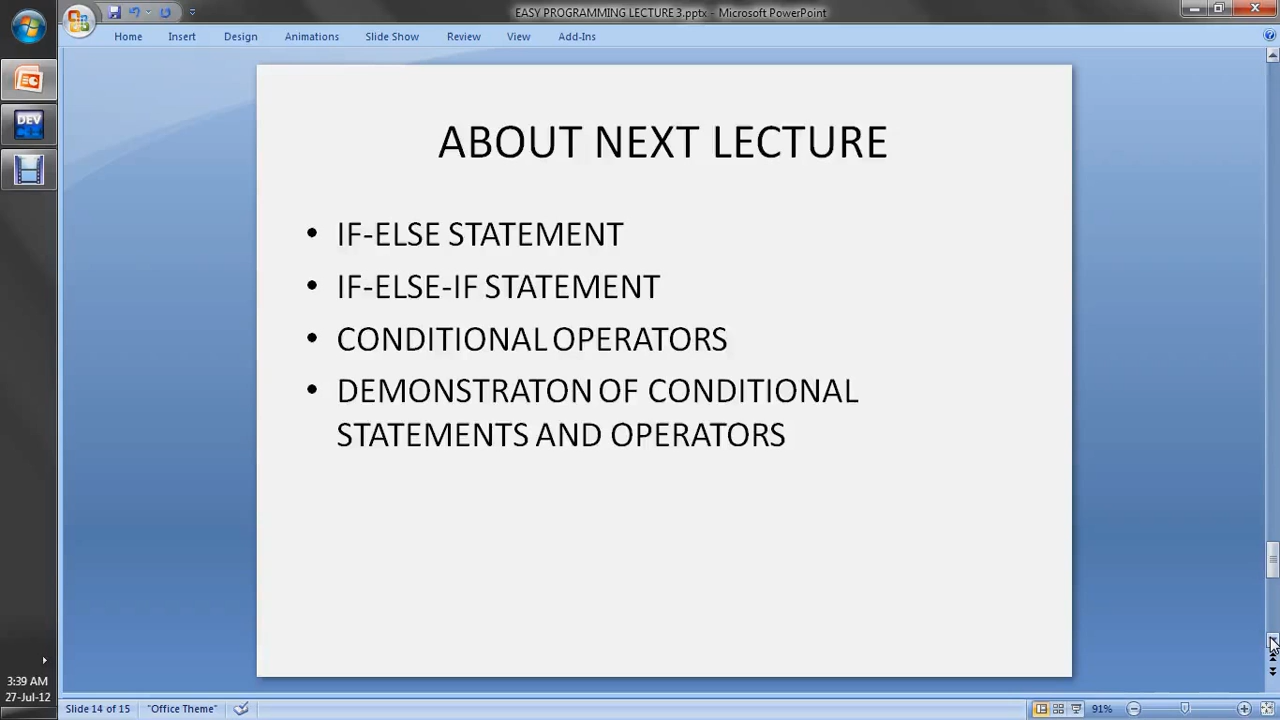 EASY PROGRAMMING LECTURE 3.pptx - Microsoft PowerPoint
Home Insert Design Animations Slide Show Review View Add-Ins
DEV
ABOUT NEXT LECTURE
• IF-ELSE STATEMENT
• IF-ELSE-IF STATEMENT
• CONDITIONAL OPERATORS
• DEMONSTRATON OF CONDITIONAL
STATEMENTS AND OPERATORS
3:39 AM
27-Jul-12
Slide 14 of 15 "Office Theme" 91%